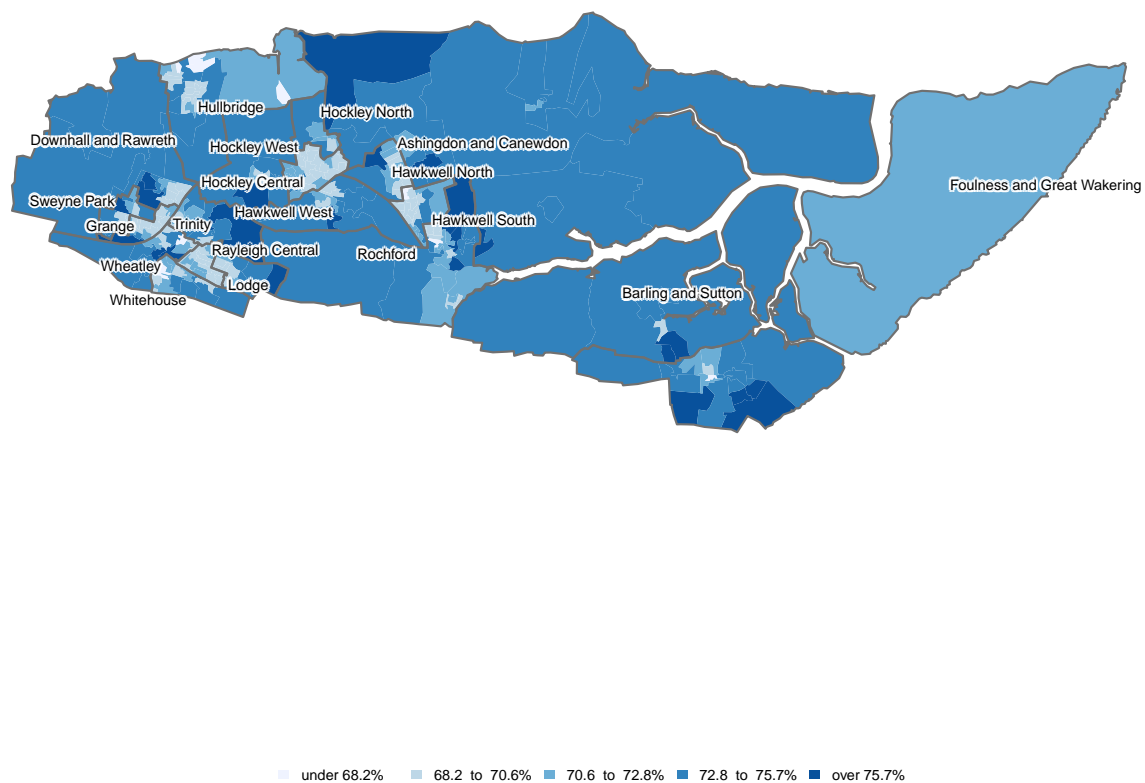 Hullbridge
Hockley North
Downhall and Rawreth
Hockley West
Ashingdon and Canewdon
Hawkwell North
Hockley Central
Foulness and Great Wakering
Sweyne Park
Hawkwell West
Grange
Trinity
Hawkwell South
Rayleigh Central
Rochford
Wheatley
Lodge
Barling and Sutton
Whitehouse
under 68.2%
68.2 to 70.6%
70.6 to 72.8%
72.8 to 75.7%
over 75.7%